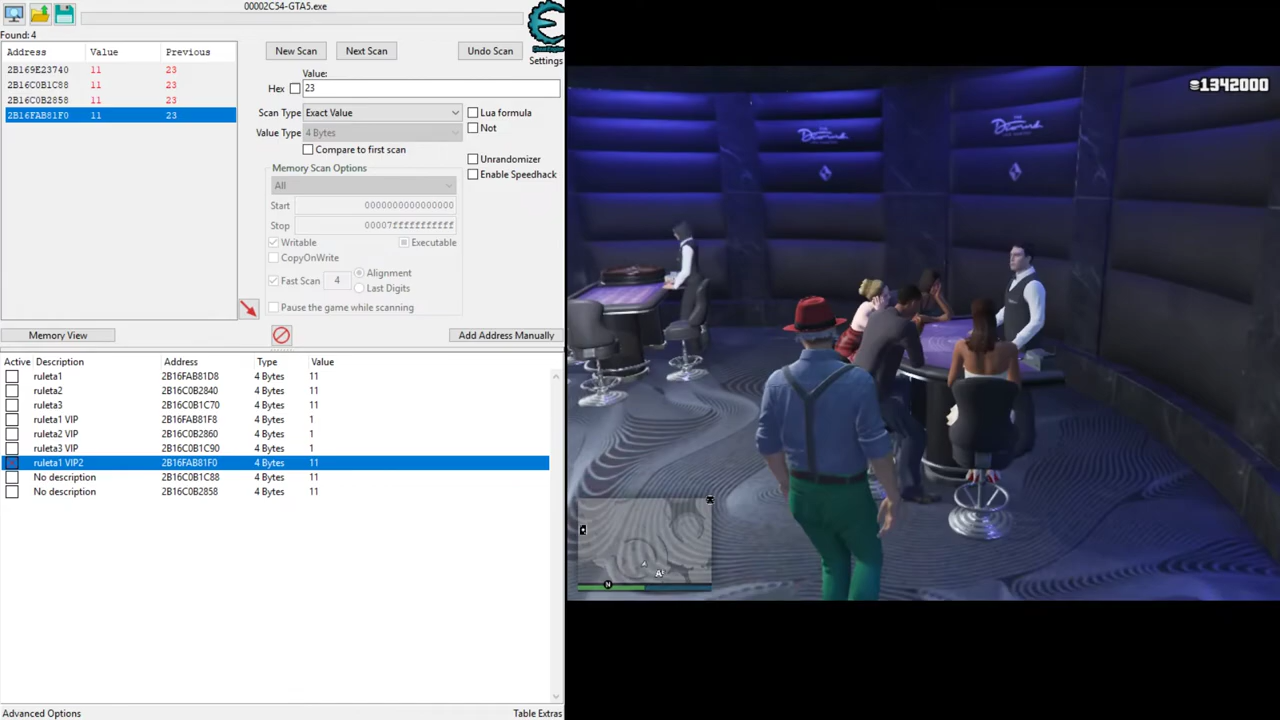 00002C54-GTA5.exe
Found: 4
Address Value Previous
2B169E23740 11 23
2B16C0B1C88 11 23
2B16C0B2858 11 23
2B16FAB81F0 11 23
New Scan Next Scan Undo Scan
Settings
Value:
Hex 23
Scan Type Exact Value Lua formula
Not
Value Type 4 Bytes
Compare to first scan
Unrandomizer
Enable Speedhack
Memory Scan Options
All
Start 0000000000000000
Stop 00007fffffffffff
Writable Executable
CopyOnWrite
Fast Scan 4 Alignment
Last Digits
Pause the game while scanning
Memory View Add Address Manually
Active Description Address Type Value
ruleta1 2B16FAB81D8 4 Bytes 11
ruleta2 2B16C0B2840 4 Bytes 11
ruleta3 2B16C0B1C70 4 Bytes 11
ruleta1 VIP 2B16FAB81F8 4 Bytes 1
ruleta2 VIP 2B16C0B2860 4 Bytes 1
ruleta3 VIP 2B16C0B1C90 4 Bytes 1
ruleta1 VIP2 2B16FAB81F0 4 Bytes 11
No description 2B16C0B1C88 4 Bytes 11
No description 2B16C0B2858 4 Bytes 11
Advanced Options Table Extras
1342000
Diamond
Diamond
N